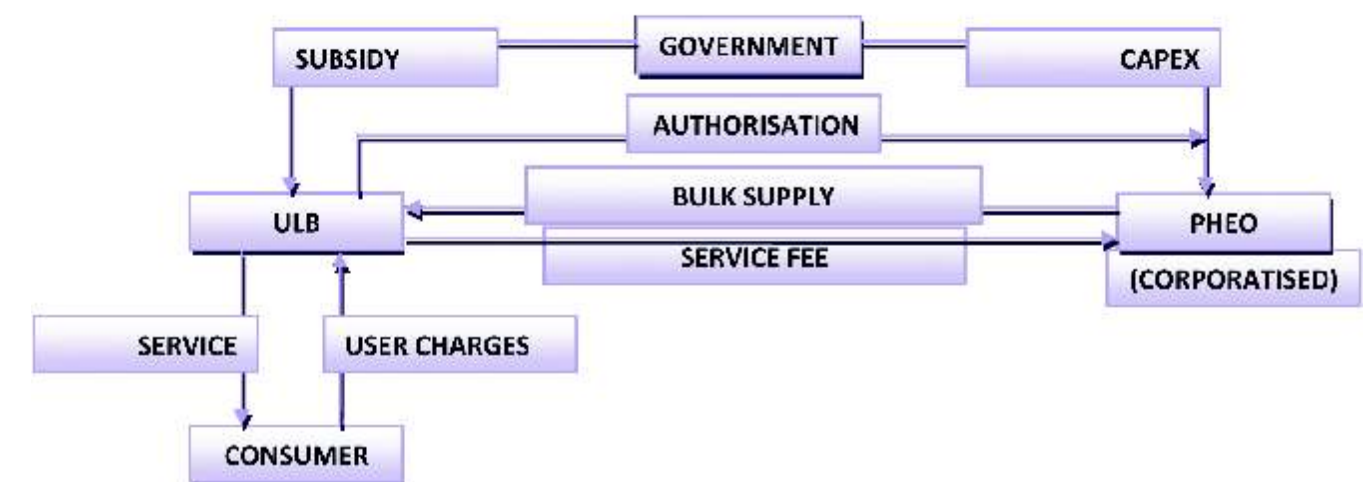 GOVERNMENT
SUBSIDY
CAPEX
AUTHORISATION
BULK SUPPLY
ULB
PHEO
SERVICE FEE
(CORPORATISED)
SERVICE
USER CHARGES
CONSUMER